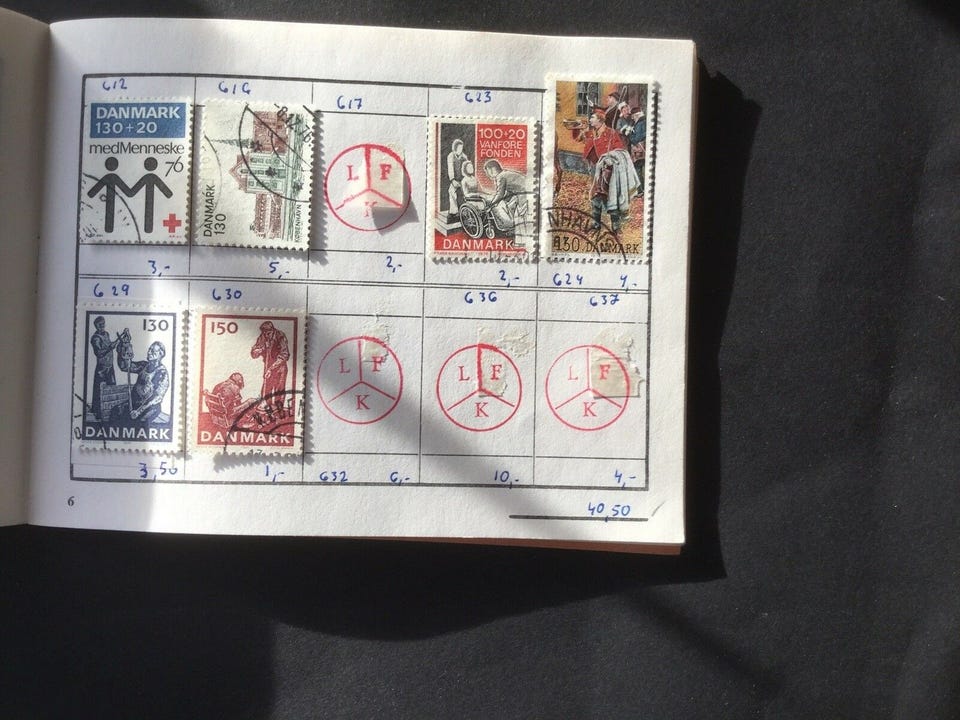 612
616
617
623
DANMARK
130+20
medMenneske
76
DANMARK
130
KØBENHAVN
L F
K
100+20
VANFØRE-
FONDEN
DANMARK
130 DANMARK
3,-
5,-
2,-
2,-
624 4,-
629
630
636
637
130
DANMARK
150
DANMARK
L F
K
L F
K
L F
K
3,50
1,-
632 6,-
10,-
4,-
6
40,50